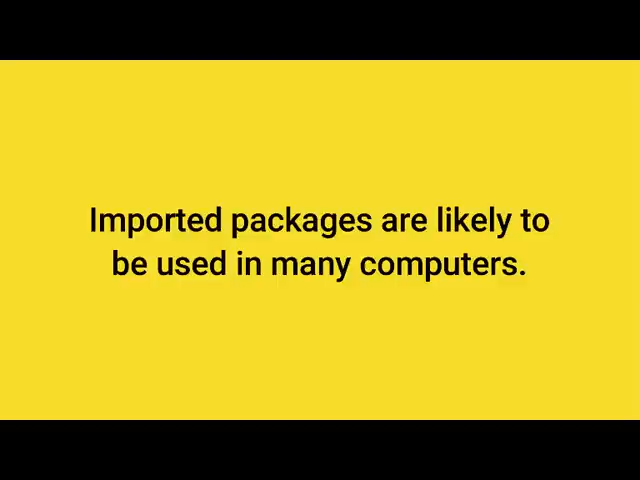 Imported packages are likely to
be used in many computers.